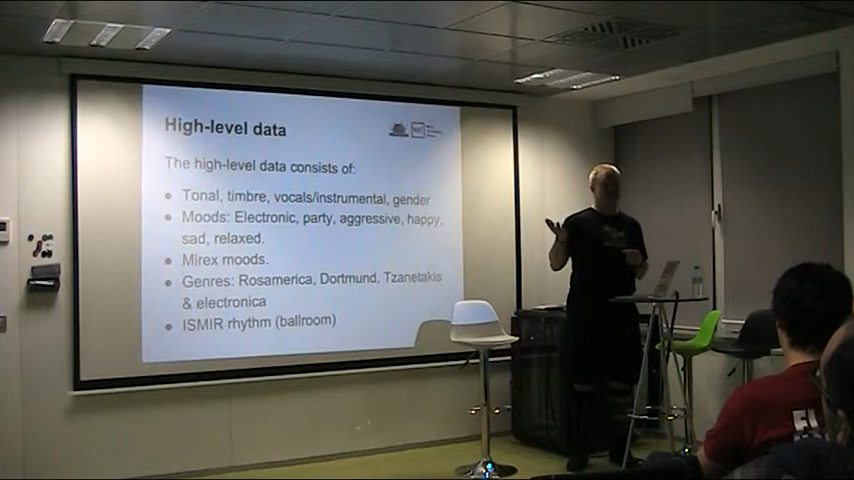 High-level data
The high-level data consists of:
● Tonal, timbre, vocals/instrumental, gender
● Moods: Electronic, party, aggressive, happy,
sad, relaxed.
● Mirex moods.
● Genres: Rosamerica, Dortmund, Tzanetakis
& electronica
● ISMIR rhythm (ballroom)